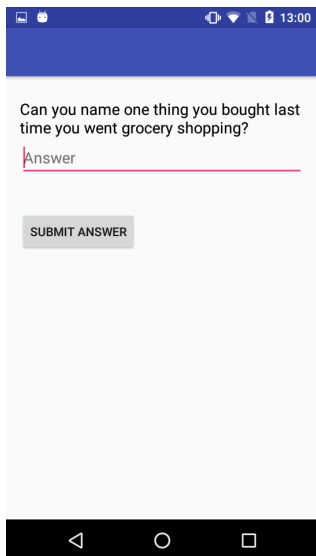 13:00
Can you name one thing you bought last
time you went grocery shopping?
Answer
SUBMIT ANSWER